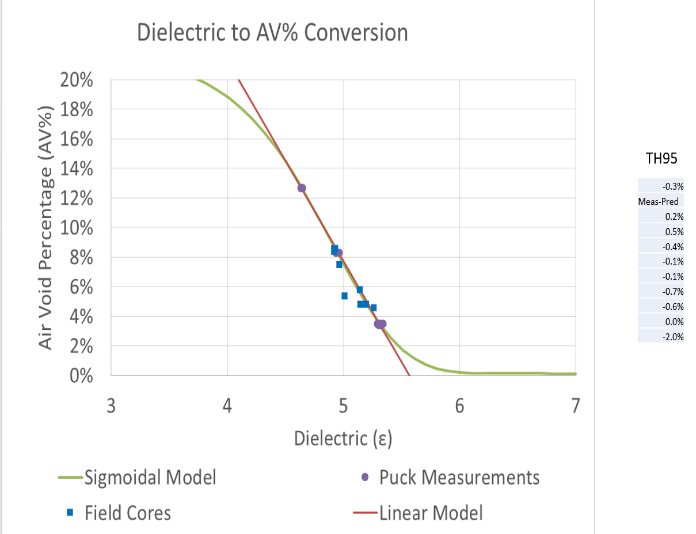 Dielectric to AV% Conversion
Air Void Percentage (AV%)
20%
18%
16%
14%
12%
10%
8%
6%
4%
2%
0%
3 4 5 6 7
Dielectric (ε)
Sigmoidal Model
Puck Measurements
Field Cores
Linear Model
TH95
-0.3%
Meas-Pred
0.2%
0.5%
-0.4%
-0.1%
-0.1%
-0.7%
-0.6%
0.0%
-2.0%